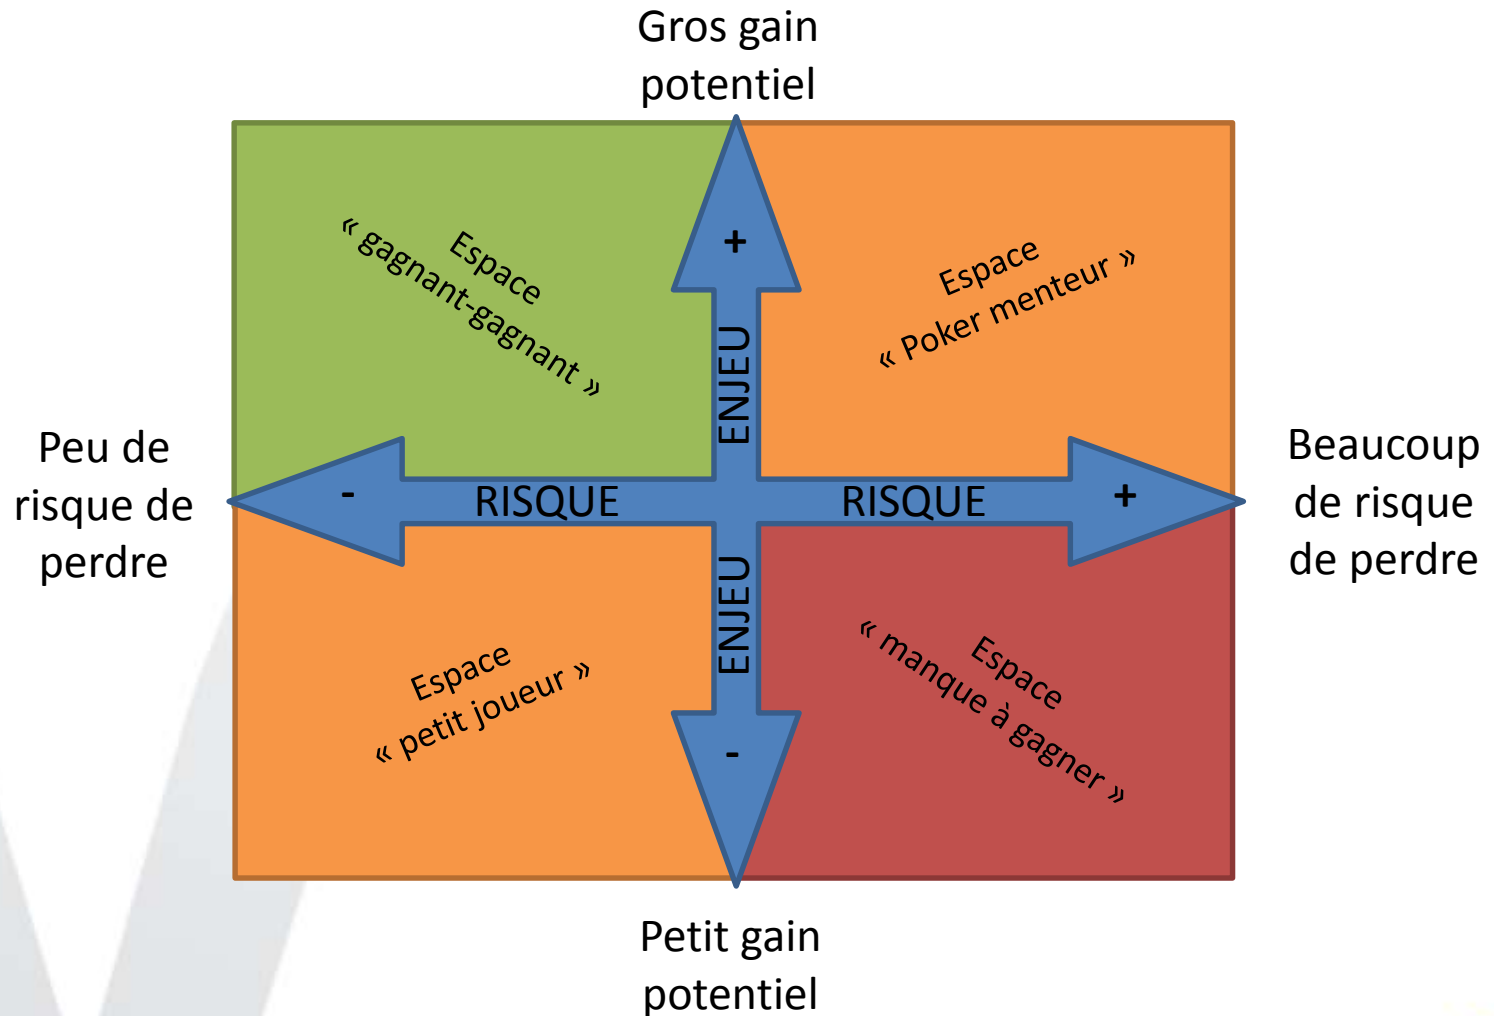 Gros gain
potentiel
Espace
« gagnant-gagnant »
+
Espace
« Poker menteur »
ENJEU
Peu de
risque de
perdre
-
RISQUE
RISQUE
+
Beaucoup
de risque
de perdre
ENJEU
Espace
« petit joueur »
-
Espace
« manque à gagner »
Petit gain
potentiel